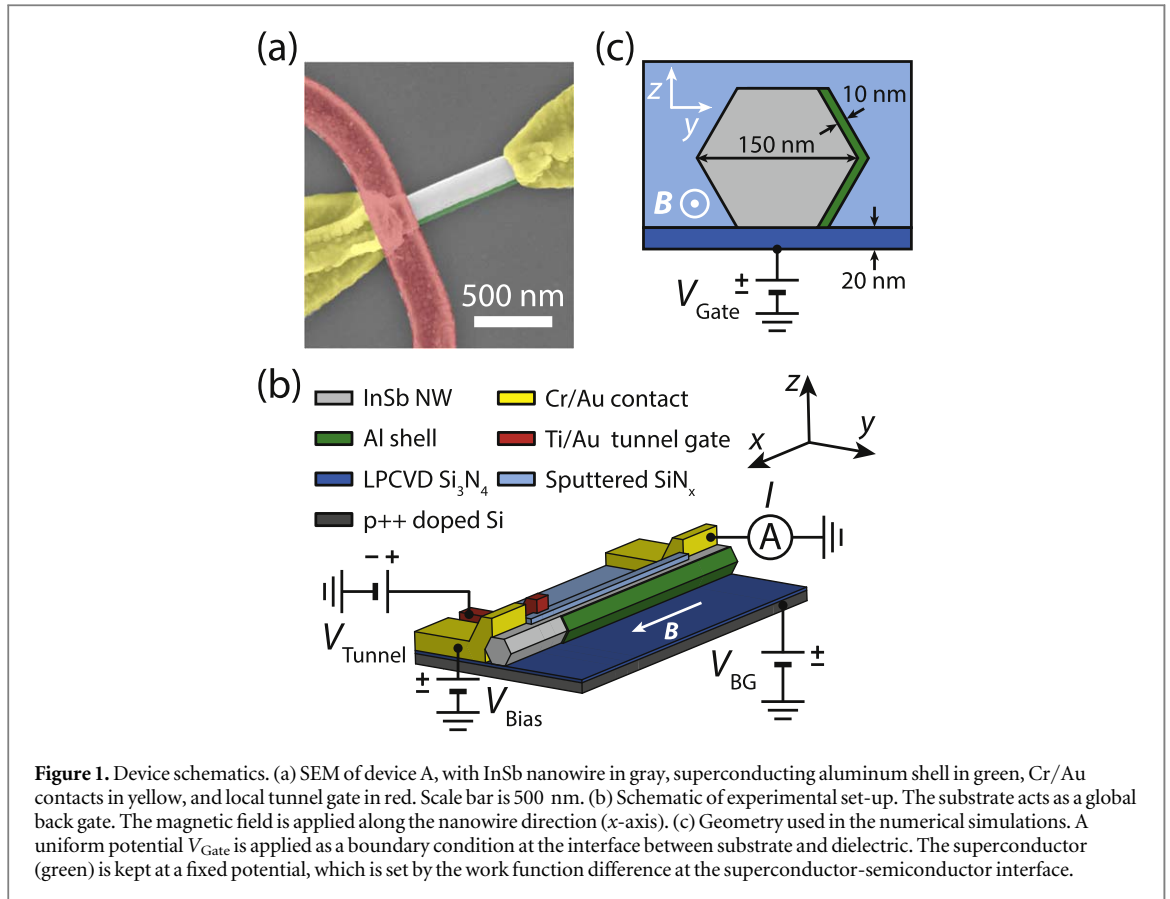 (a)
500 nm
(c)
z
y
10 nm
150 nm
B
20 nm
± 
V_Gate
(b)
InSb NW
Cr/Au contact
Al shell
Ti/Au tunnel gate
LPCVD Si₃N₄
Sputtered SiNₓ
p++ doped Si
z
y
x
I
A
− +
V_Tunnel
B
±
V_Bias
V_BG
±
Figure 1. Device schematics. (a) SEM of device A, with InSb nanowire in gray, superconducting aluminum shell in green, Cr/Au
contacts in yellow, and local tunnel gate in red. Scale bar is 500 nm. (b) Schematic of experimental set-up. The substrate acts as a global
back gate. The magnetic field is applied along the nanowire direction (x-axis). (c) Geometry used in the numerical simulations. A
uniform potential V_Gate is applied as a boundary condition at the interface between substrate and dielectric. The superconductor
(green) is kept at a fixed potential, which is set by the work function difference at the superconductor-semiconductor interface.